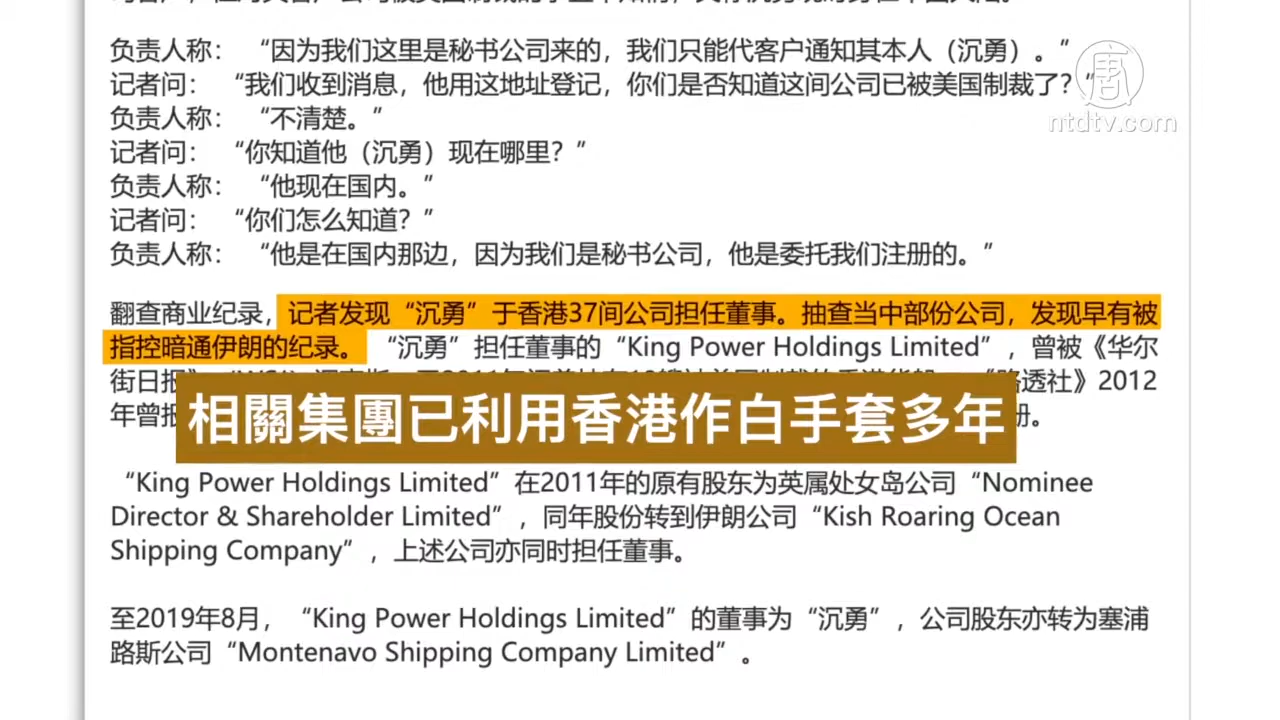 负责人称：“因为我们这里是秘书公司来的，我们只能代客户通知其本人（沉勇）。”
记者问：“我们收到消息，他用这地址登记，你们是否知道这间公司已被美国制裁了？”
负责人称：“不清楚。”
记者问：“你知道他（沉勇）现在哪里？”
负责人称：“他现在国内。”
记者问：“你们怎么知道？”
负责人称：“他是在国内那边，因为我们是秘书公司，他是委托我们注册的。”
唐
ntdtv.com
翻查商业纪录，记者发现“沉勇”于香港37间公司担任董事。抽查当中部份公司，发现早有被
指控暗通伊朗的纪录。“沉勇”担任董事的“King Power Holdings Limited”，曾被《华尔
街日报 路透社》2012
年曾报 册。
相關集團已利用香港作白手套多年
“King Power Holdings Limited”在2011年的原有股东为英属处女岛公司“Nominee
Director & Shareholder Limited”，同年股份转到伊朗公司“Kish Roaring Ocean
Shipping Company”，上述公司亦同时担任董事。
至2019年8月，“King Power Holdings Limited”的董事为“沉勇”，公司股东亦转为塞浦
路斯公司“Montenavo Shipping Company Limited”。